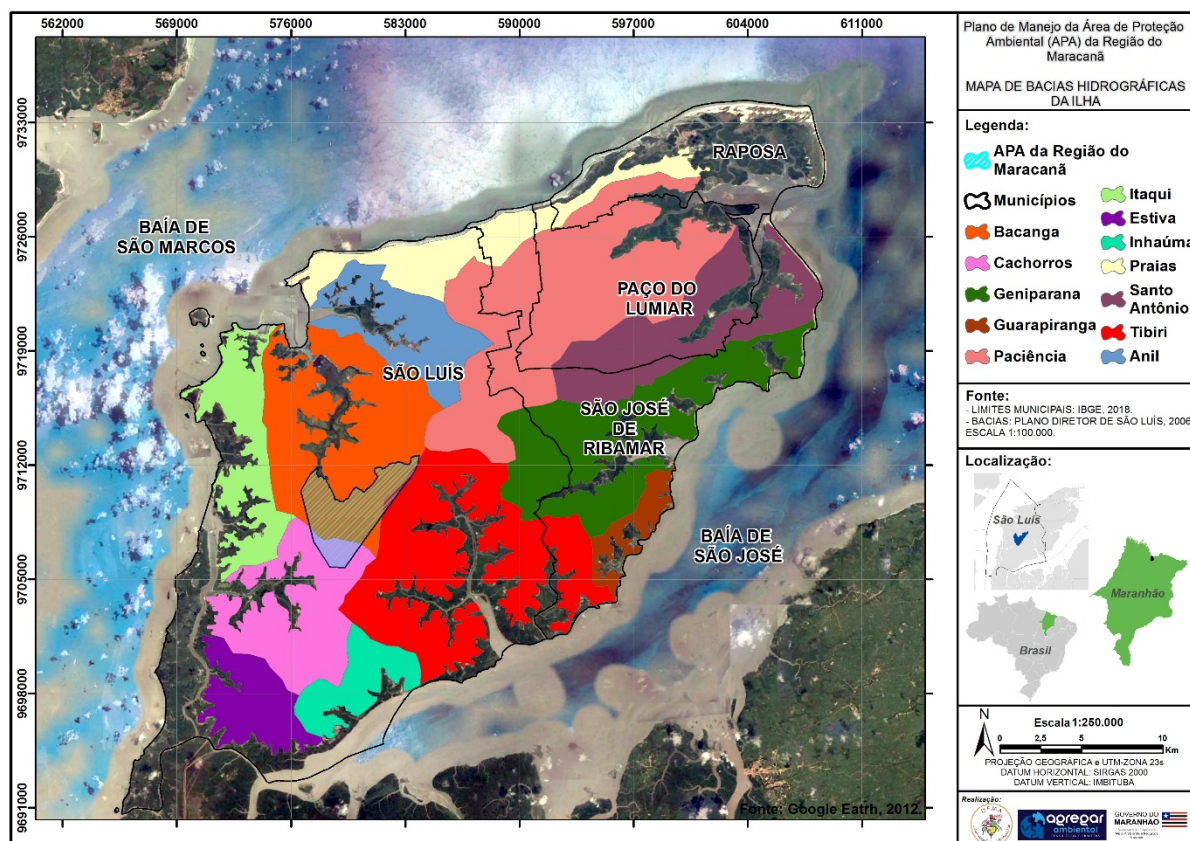 562000 569000 576000 583000 590000 597000 604000 611000
9733000
9726000
9719000
9712000
9705000
9698000
9691000
BAÍA DE
SÃO MARCOS
RAPOSA
PAÇO DO
LUMIAR
SÃO LUÍS
SÃO JOSÉ
DE
RIBAMAR
BAÍA DE
SÃO JOSÉ
Fonte: Google Eatrh, 2012.
Plano de Manejo da Área de Proteção
Ambiental (APA) da Região do
Maracanã
MAPA DE BACIAS HIDROGRÁFICAS
DA ILHA
Legenda:
APA da Região do
Maracanã
Municípios
Bacanga
Cachorros
Geniparana
Guarapiranga
Paciência
Itaqui
Estiva
Inhaúma
Praias
Santo
Antônio
Tibiri
Anil
Fonte:
- LIMITES MUNICIPAIS: IBGE, 2018.
- BACIAS: PLANO DIRETOR DE SÃO LUÍS, 2006
ESCALA 1:100.000.
Localização:
São Luís
Maranhão
Brasil
N
Escala 1:250.000
0 2,5 5 10
Km
PROJEÇÃO GEOGRÁFICA e UTM-ZONA 23s
DATUM HORIZONTAL: SIRGAS 2000
DATUM VERTICAL: IMBITUBA
Realização:
agregar
ambiental
GOVERNO DO
MARANHÃO